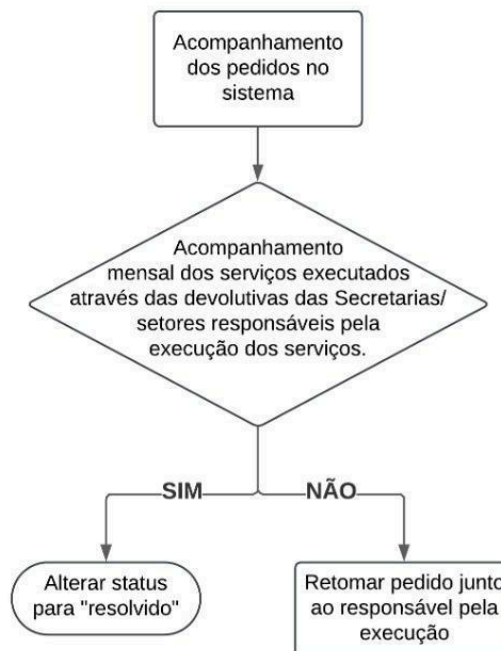 Acompanhamento
dos pedidos no
sistema
Acompanhamento
mensal dos serviços executados
através das devolutivas das Secretarias/
setores responsáveis pela
execução dos serviços.
SIM
NÃO
Alterar status
para "resolvido"
Retomar pedido junto
ao responsável pela
execução